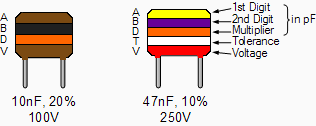 A
B
D
T
V
10nF, 20%
100V
A
B
D
T
V
1st Digit
2nd Digit
Multiplier
Tolerance
Voltage
in pF
47nF, 10%
250V